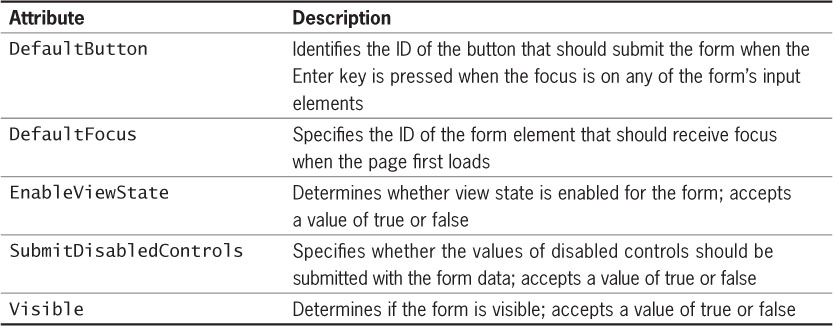 Attribute Description
DefaultButton Identifies the ID of the button that should submit the form when the
Enter key is pressed when the focus is on any of the form's input
elements
DefaultFocus Specifies the ID of the form element that should receive focus
when the page first loads
EnableViewState Determines whether view state is enabled for the form; accepts
a value of true or false
SubmitDisabledControls Specifies whether the values of disabled controls should be
submitted with the form data; accepts a value of true or false
Visible Determines if the form is visible; accepts a value of true or false